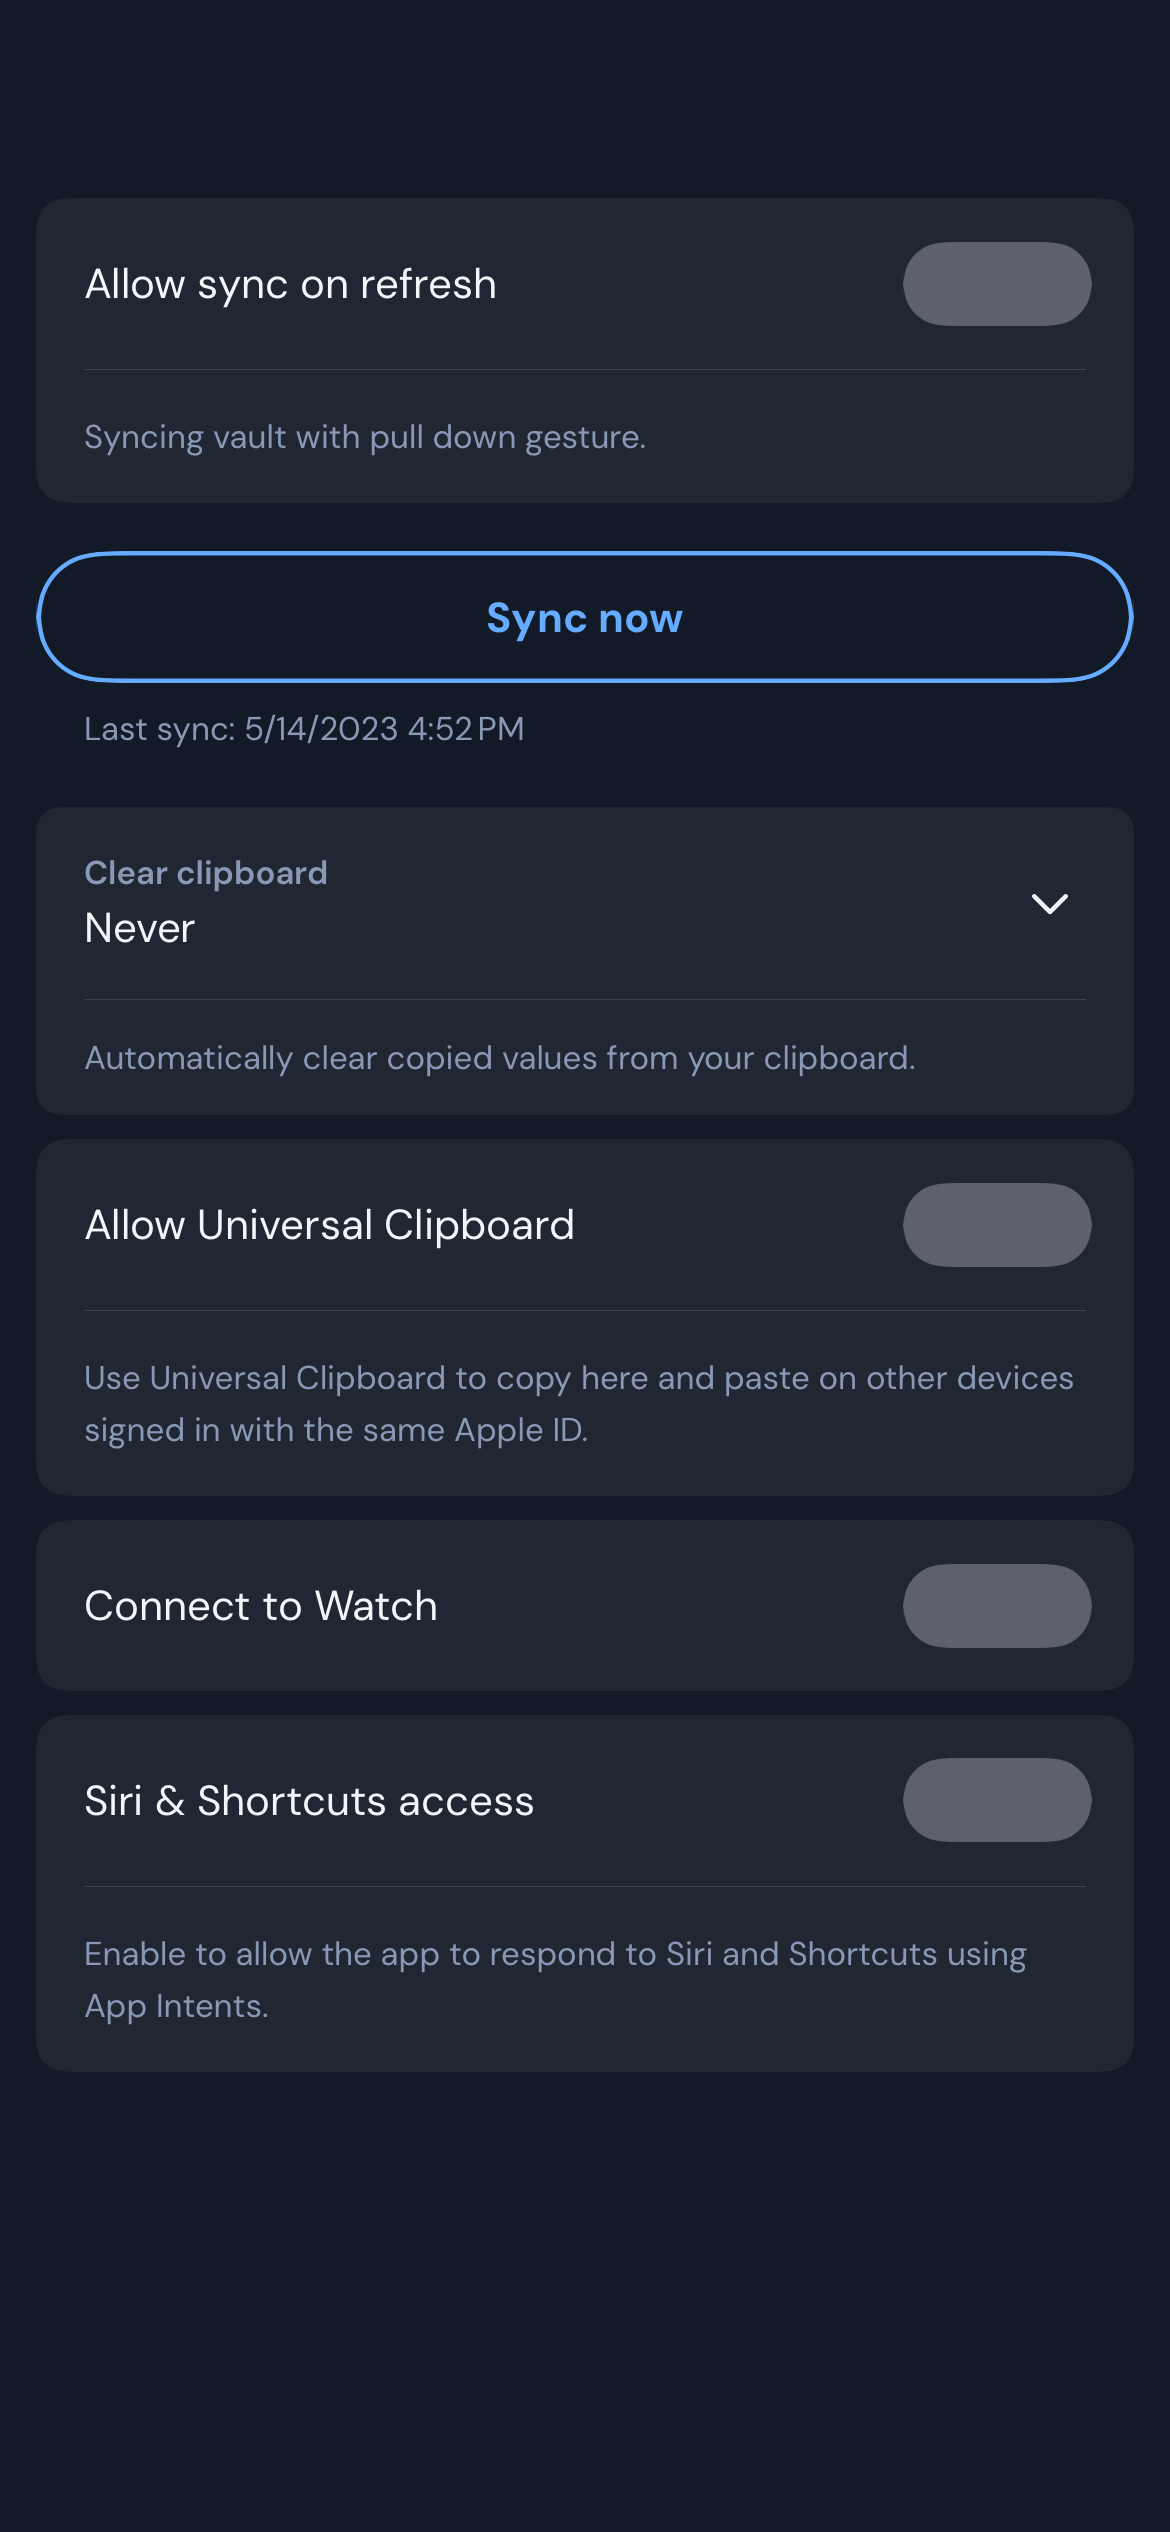 Allow sync on refresh
Syncing vault with pull down gesture.
Sync now
Last sync: 5/14/2023 4:52 PM
Clear clipboard
Never
Automatically clear copied values from your clipboard.
Allow Universal Clipboard
Use Universal Clipboard to copy here and paste on other devices
signed in with the same Apple ID.
Connect to Watch
Siri & Shortcuts access
Enable to allow the app to respond to Siri and Shortcuts using
App Intents.